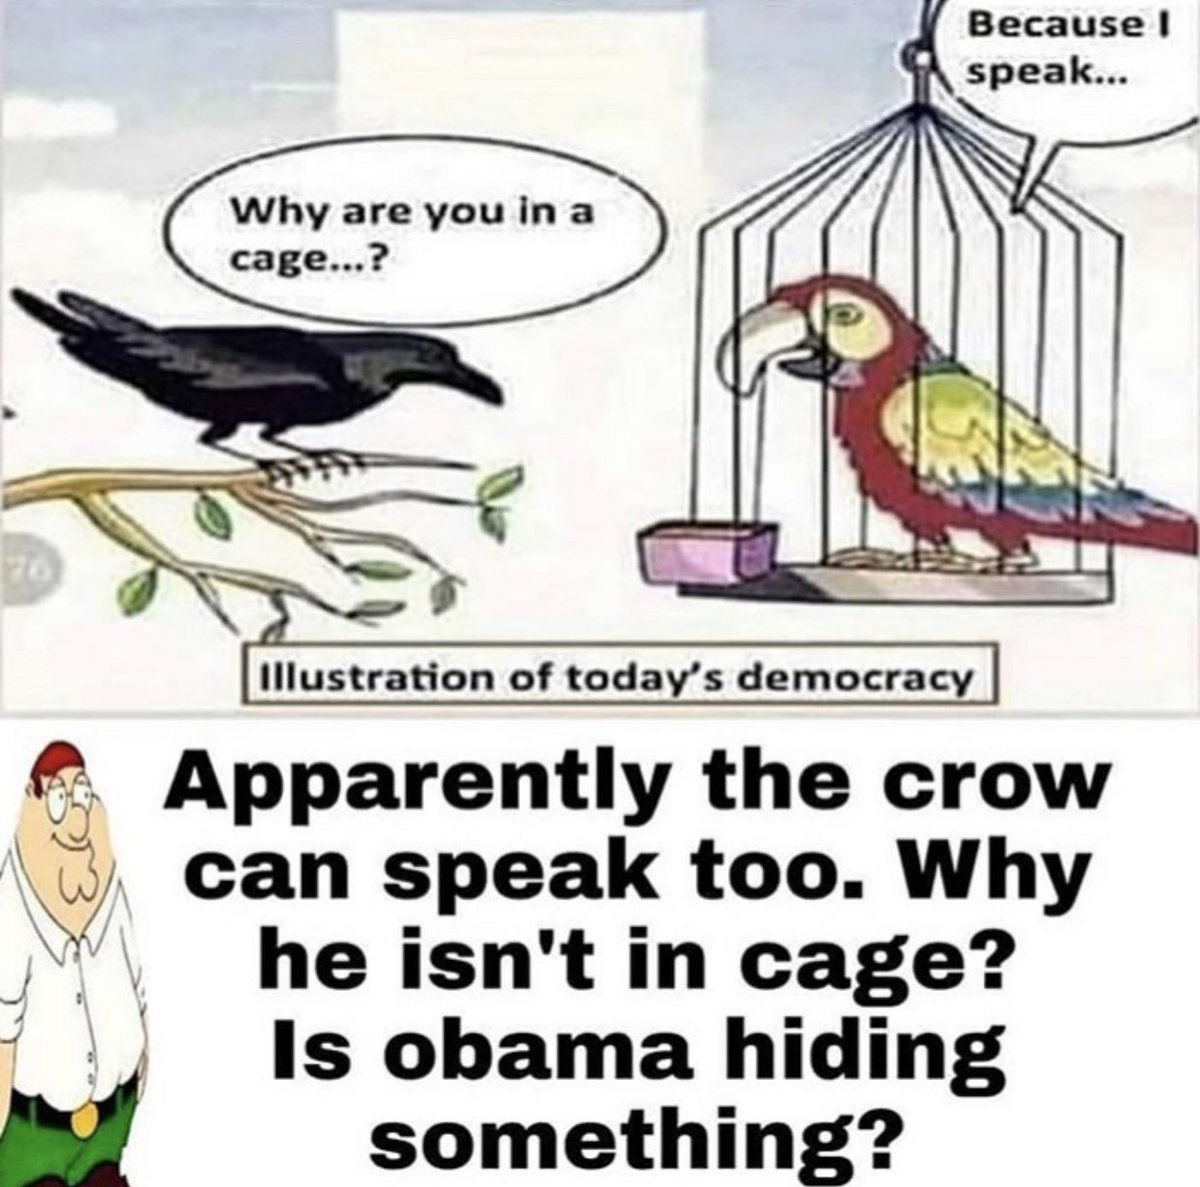 Because I
speak...
Why are you in a
cage...?
76
Illustration of today's democracy
Apparently the crow
can speak too. Why
he isn't in cage?
Is obama hiding
something?